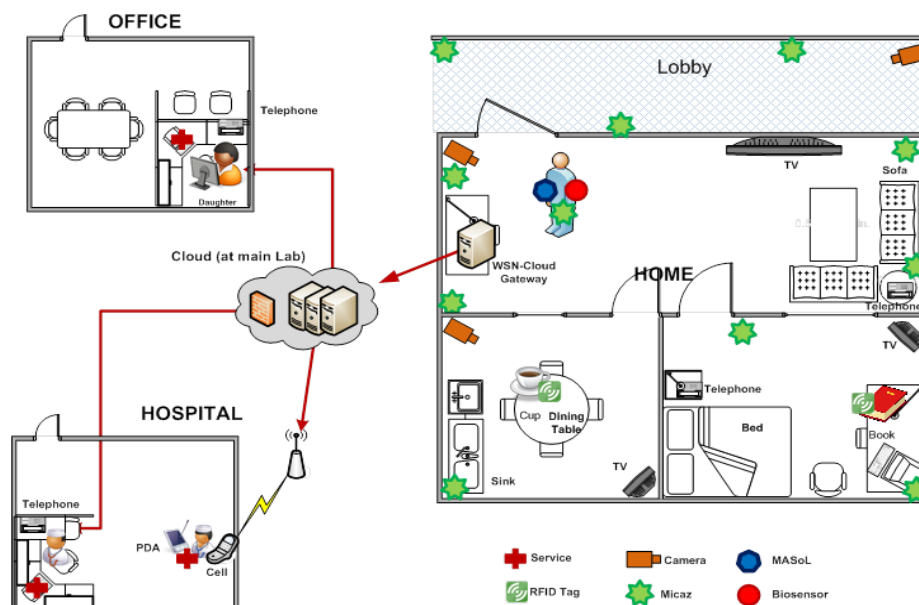 OFFICE
Telephone
Daughter
Cloud (at main Lab)
HOSPITAL
Telephone
PDA
Cell
Lobby
TV
Sofa
WSN-Cloud
Gateway
HOME
Telephone
TV
Telephone
Cup
Dining
Table
Bed
Book
Sink
TV
Service
Camera
MASoL
RFID Tag
Micaz
Biosensor